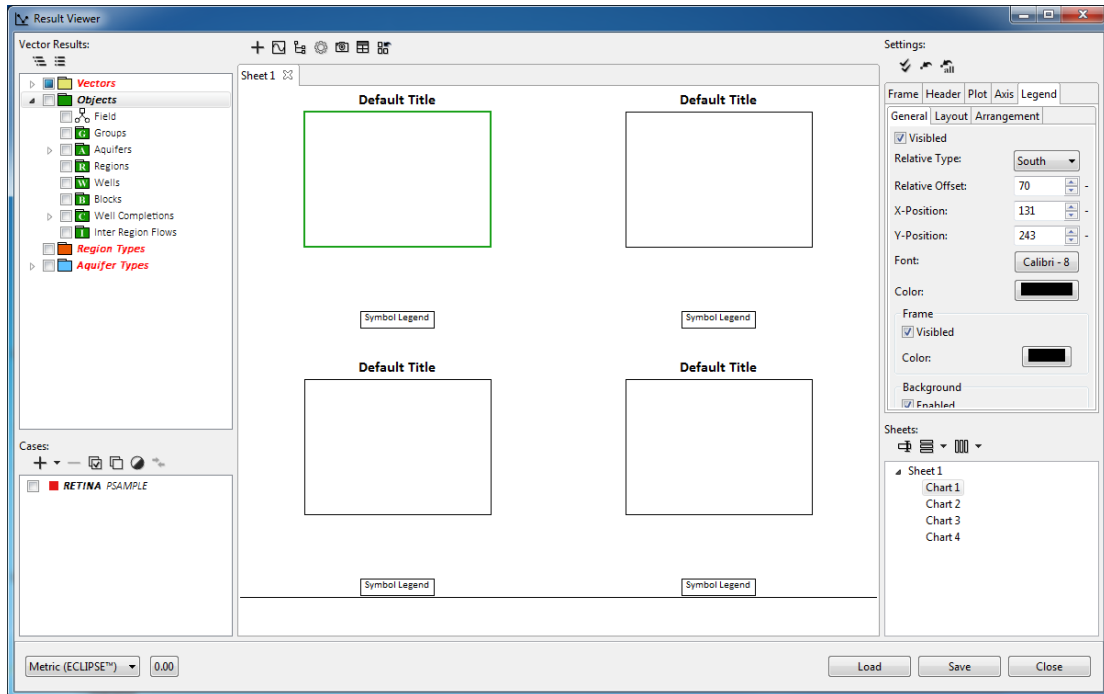 Result Viewer
Vector Results:
Vectors
Objects
Field
G Groups
A Aquifers
R Regions
W Wells
B Blocks
C Well Completions
I Inter Region Flows
Region Types
Aquifer Types
Cases:
RETINA PSAMPLE
Sheet 1
Default Title
Default Title
Symbol Legend
Symbol Legend
Default Title
Default Title
Symbol Legend
Symbol Legend
Settings:
all
Frame Header Plot Axis Legend
General Layout Arrangement
Visibled
Relative Type: South
Relative Offset: 70 -
X-Position: 131 -
Y-Position: 243 -
Font: Calibri - 8
Color:
Frame
Visibled
Color:
Background
Enabled
Sheets:
Sheet 1
Chart 1
Chart 2
Chart 3
Chart 4
Metric (ECLIPSE™) 0.00
Load Save Close